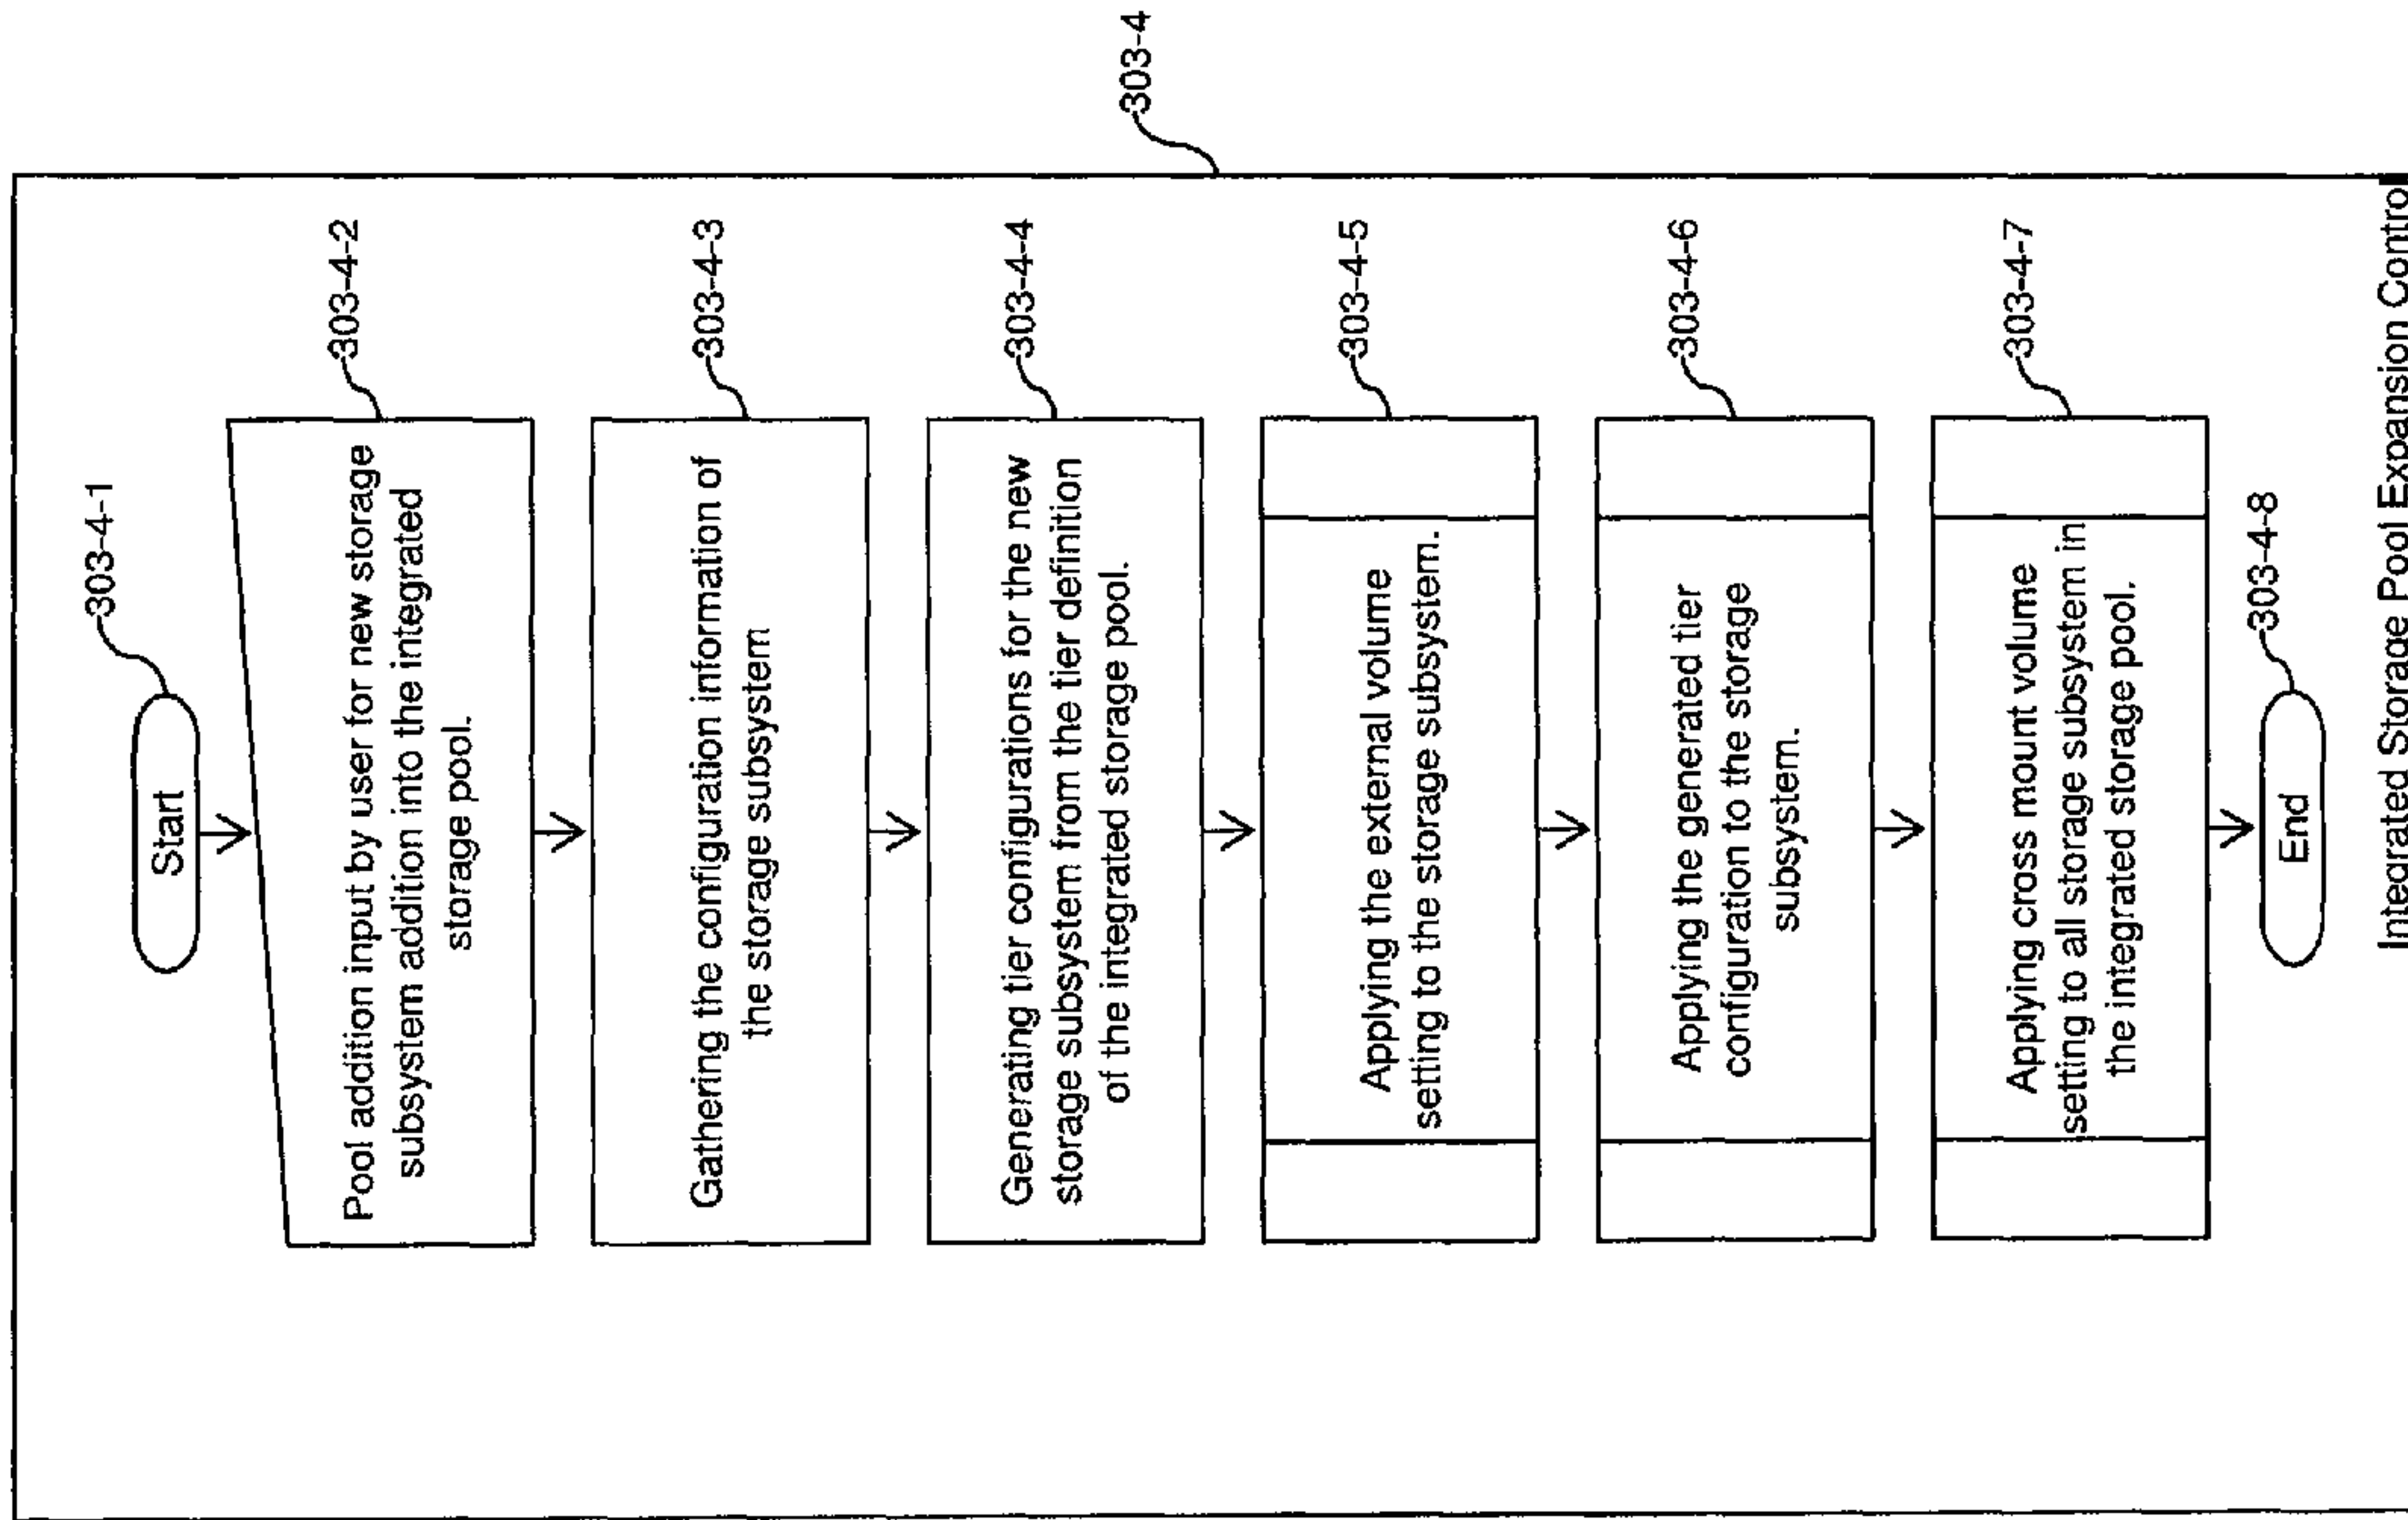 303-4
303-4-1
Start
303-4-2
Pool addition input by user for new storage
subsystem addition into the integrated
storage pool.
303-4-3
Gathering the configuration information of
the storage subsystem
303-4-4
Generating tier configurations for the new
storage subsystem from the tier definition
of the integrated storage pool.
303-4-5
Applying the external volume
setting to the storage subsystem.
303-4-6
Applying the generated tier
configuration to the storage
subsystem.
303-4-7
Applying cross mount volume
setting to all storage subsystem in
the integrated storage pool.
303-4-8
End
Integrated Storage Pool Expansion Control